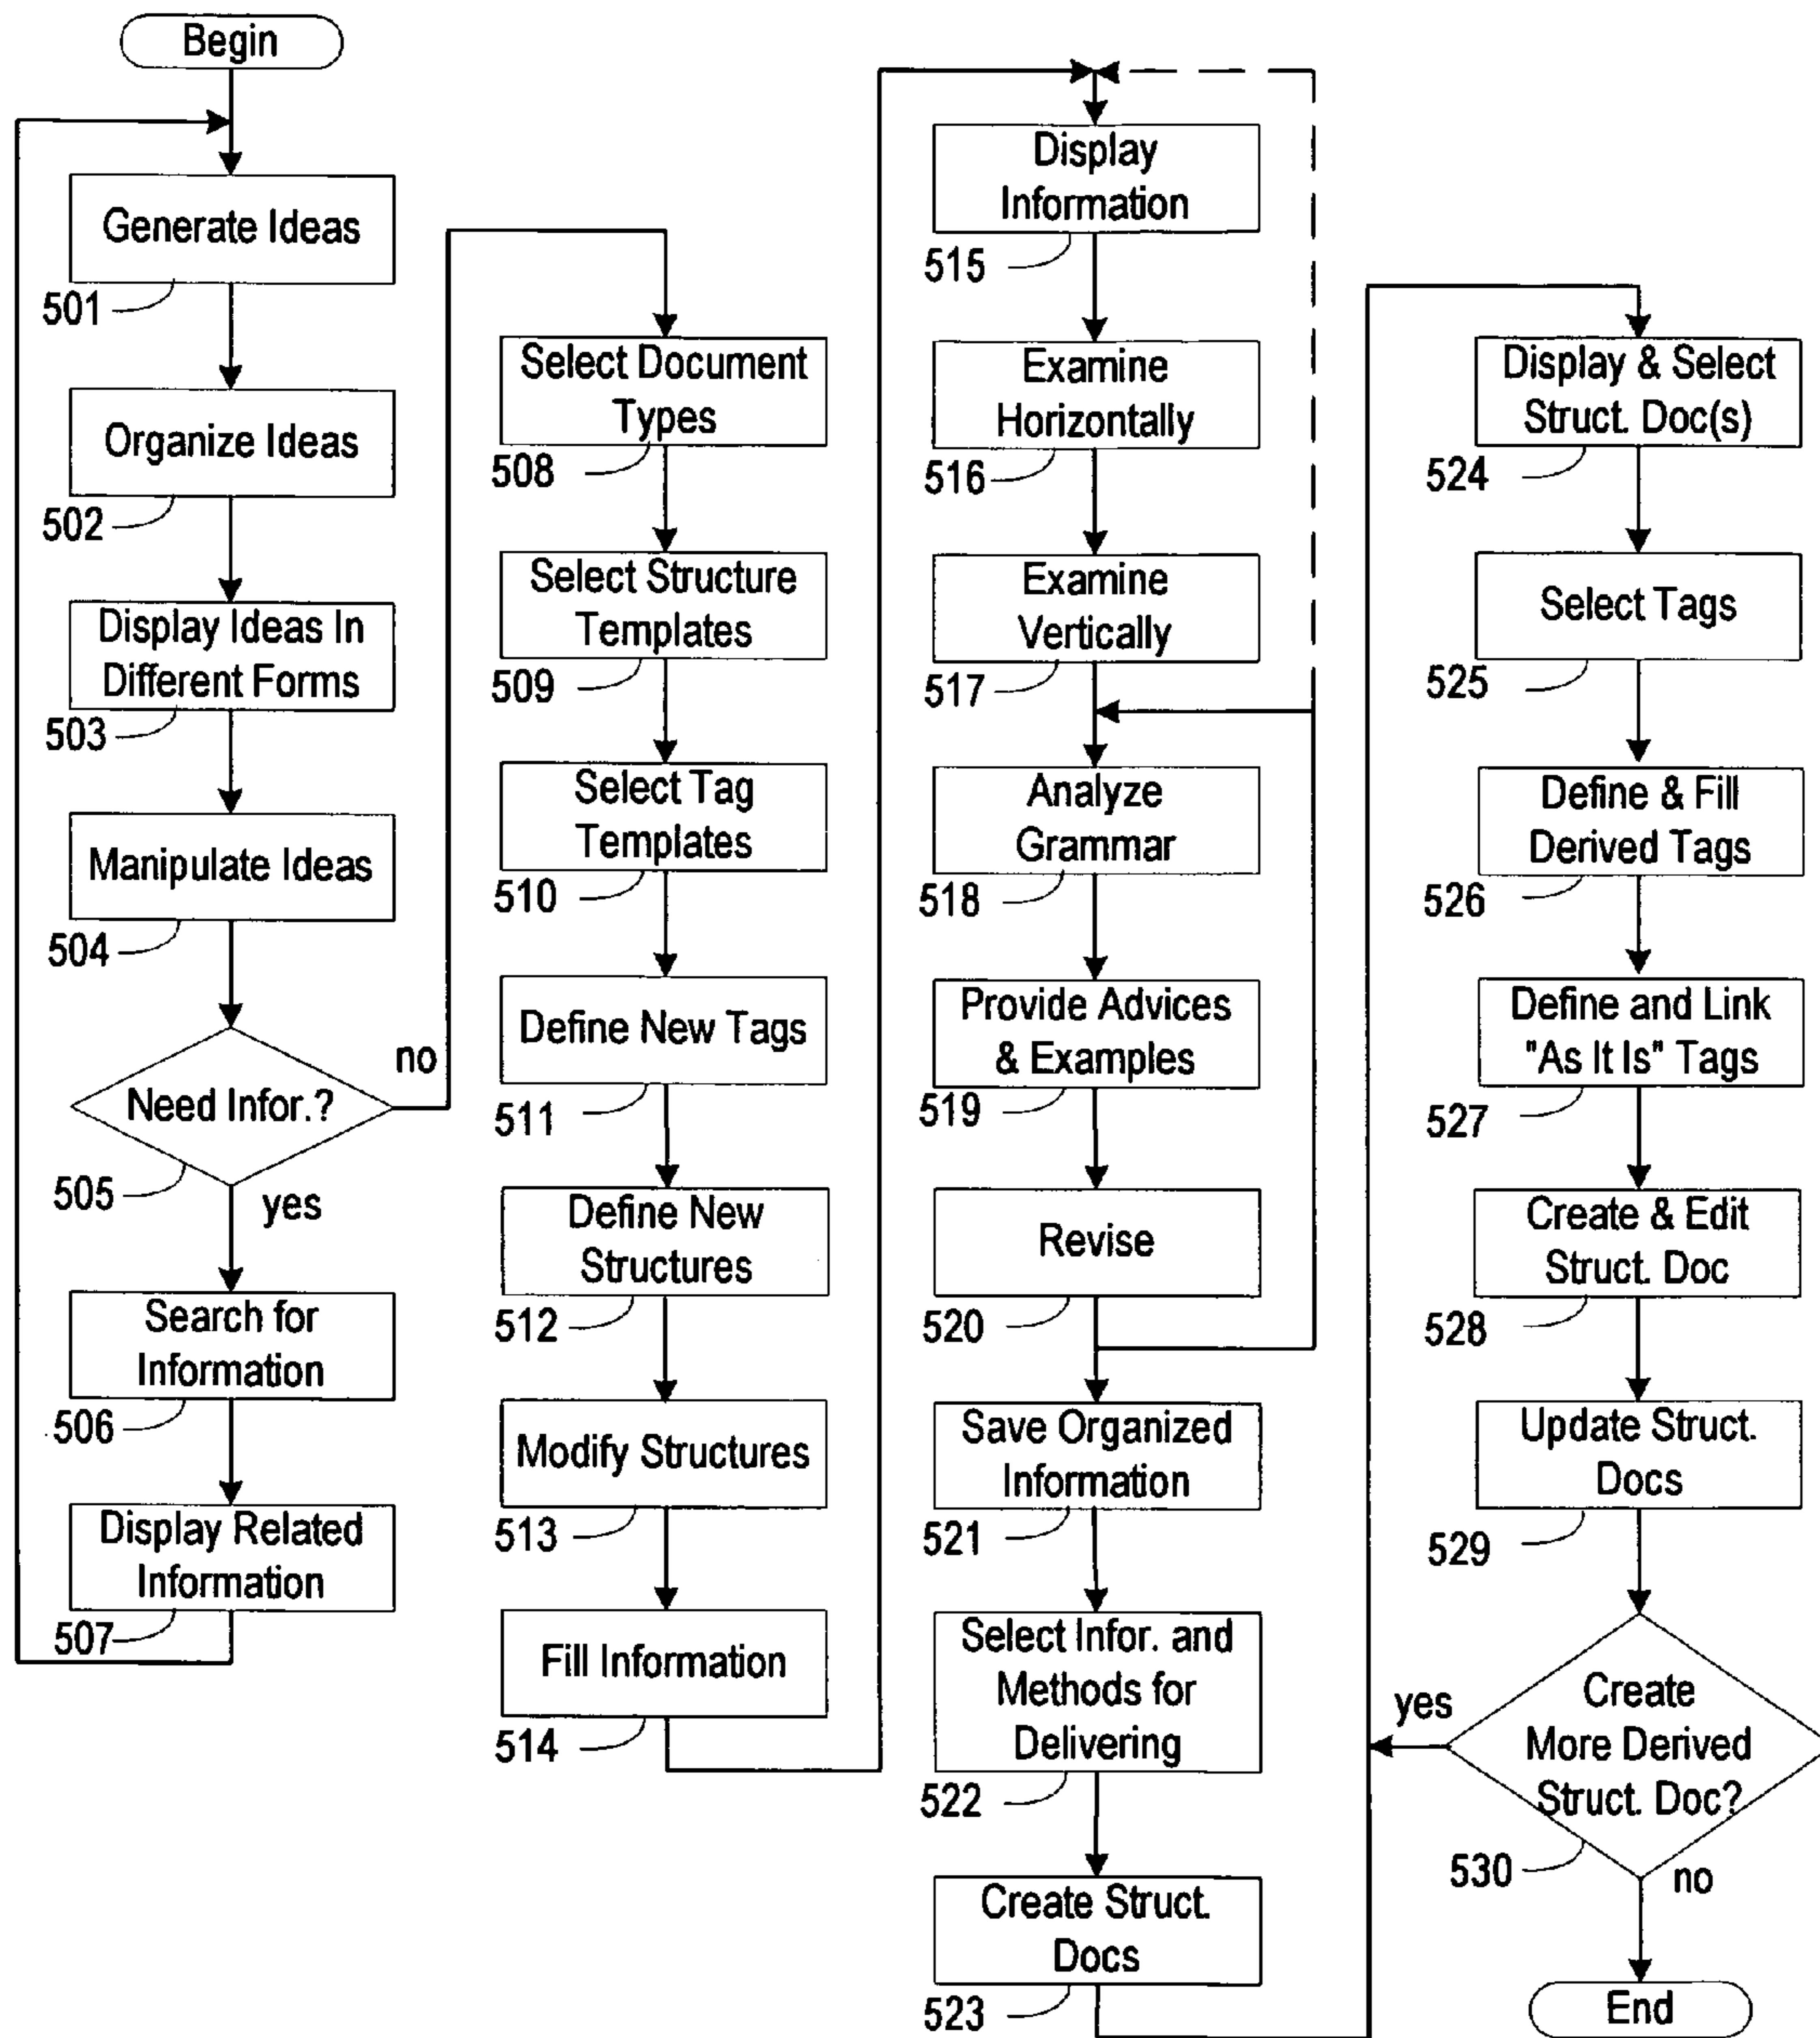 Begin
Generate Ideas
501
Organize Ideas
502
Display Ideas In
Different Forms
503
Manipulate Ideas
504
Need Infor.?
no
505
yes
Search for
Information
506
Display Related
Information
507
Select Document
Types
508
Select Structure
Templates
509
Select Tag
Templates
510
Define New Tags
511
Define New
Structures
512
Modify Structures
513
Fill Information
514
Display
Information
515
Examine
Horizontally
516
Examine
Vertically
517
Analyze
Grammar
518
Provide Advices
& Examples
519
Revise
520
Save Organized
Information
521
Select Infor. and
Methods for
Delivering
522
Create Struct.
Docs
523
Display & Select
Struct. Doc(s)
524
Select Tags
525
Define & Fill
Derived Tags
526
Define and Link
"As It Is" Tags
527
Create & Edit
Struct. Doc
528
Update Struct.
Docs
529
yes
Create
More Derived
Struct. Doc?
530
no
End